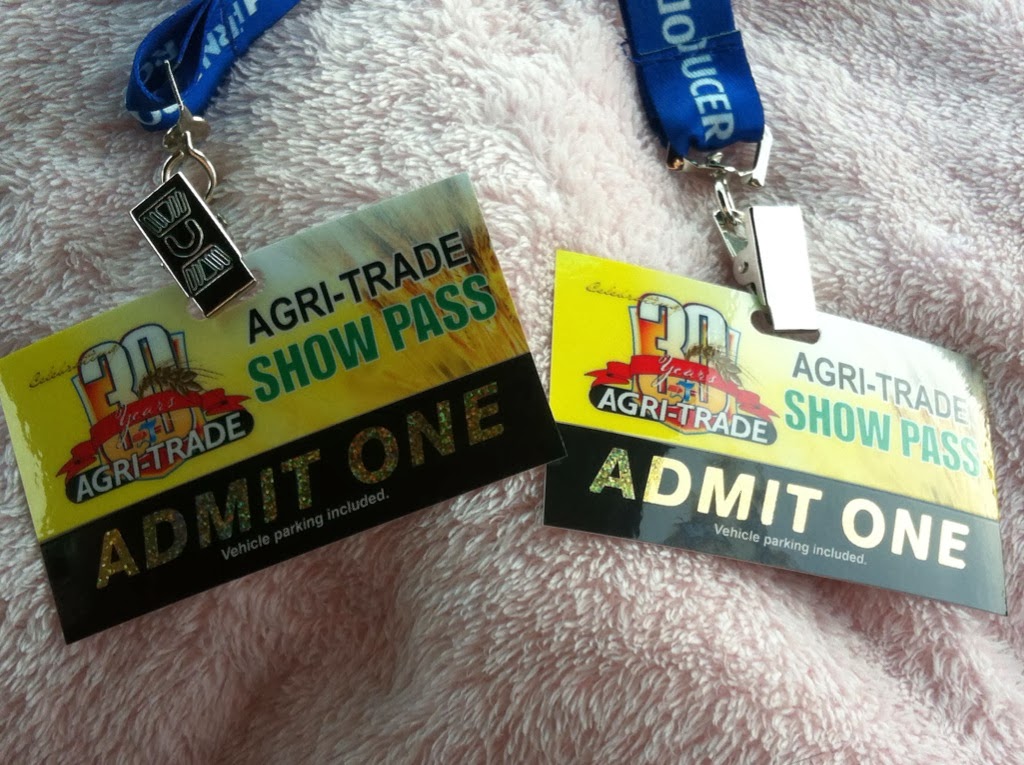 PRODUCER
AGRI-TRADE
SHOW PASS
30
Years
AGRI-TRADE
ADMIT ONE
Vehicle parking included.
AGRI-TRADE
SHOW PASS
30
Years
AGRI-TRADE
ADMIT ONE
Vehicle parking included.